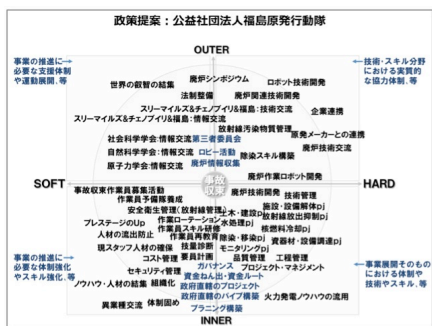 政策提案：公益社団法人福島原発行動隊
OUTER
事業の推進に
必要な支援体制
や運動展開、等
技術・スキル分野
における実質的
な協力体制、等
廃炉シンポジウム
ロボット技術開発
世界の叡智の結集
法制整備
廃炉関連技術開発
スリーマイルズ&チェノブイリ&福島：技術交流
企業連携
スリーマイルズ&チェノブイリ&福島：情報交流
放射線汚染物質管理
社会科学学会：情報交流
第三者委員会
原発メーカーとの連携
自然科学学会：情報交流
ロビー活動
廃炉技術交流
除染スキル構築
原子力学会：情報交流
廃炉情報収集
廃炉作業ロボット開発
SOFT
事故
収束
HARD
事故収束作業員募集活動
廃炉技術開発
技術管理
作業員予備隊養成
施設・設備解体pj
安全衛生管理(放射線管理)
土木・建設pj
放射線放出抑制pj
作業ローテーション
水処理pj
プレステージのUp
作業員スキル研修
核燃料冷却pj
人材の流出防止
作業員再教育
除染・移染pj
資器材・設備調達pj
現スタッフ人材の確保
技量診断
モニタリングpj
コスト管理
要員計画
品質管理
工程管理
事業の推進に
必要な体制強化
やスキル強化、等
ガバナンス
プロジェクト・マネジメント
事業展開そのもの
における体制や
技術やスキル、等
セキュリティ管理
資金ねん出・資金ルート
ノウハウ・人材の結集
組織化
政府直轄のプロジェクト
政府直轄のパイプ構築
火力発電ノウハウの流用
異業種交流
体制固め
プラニング構築
INNER